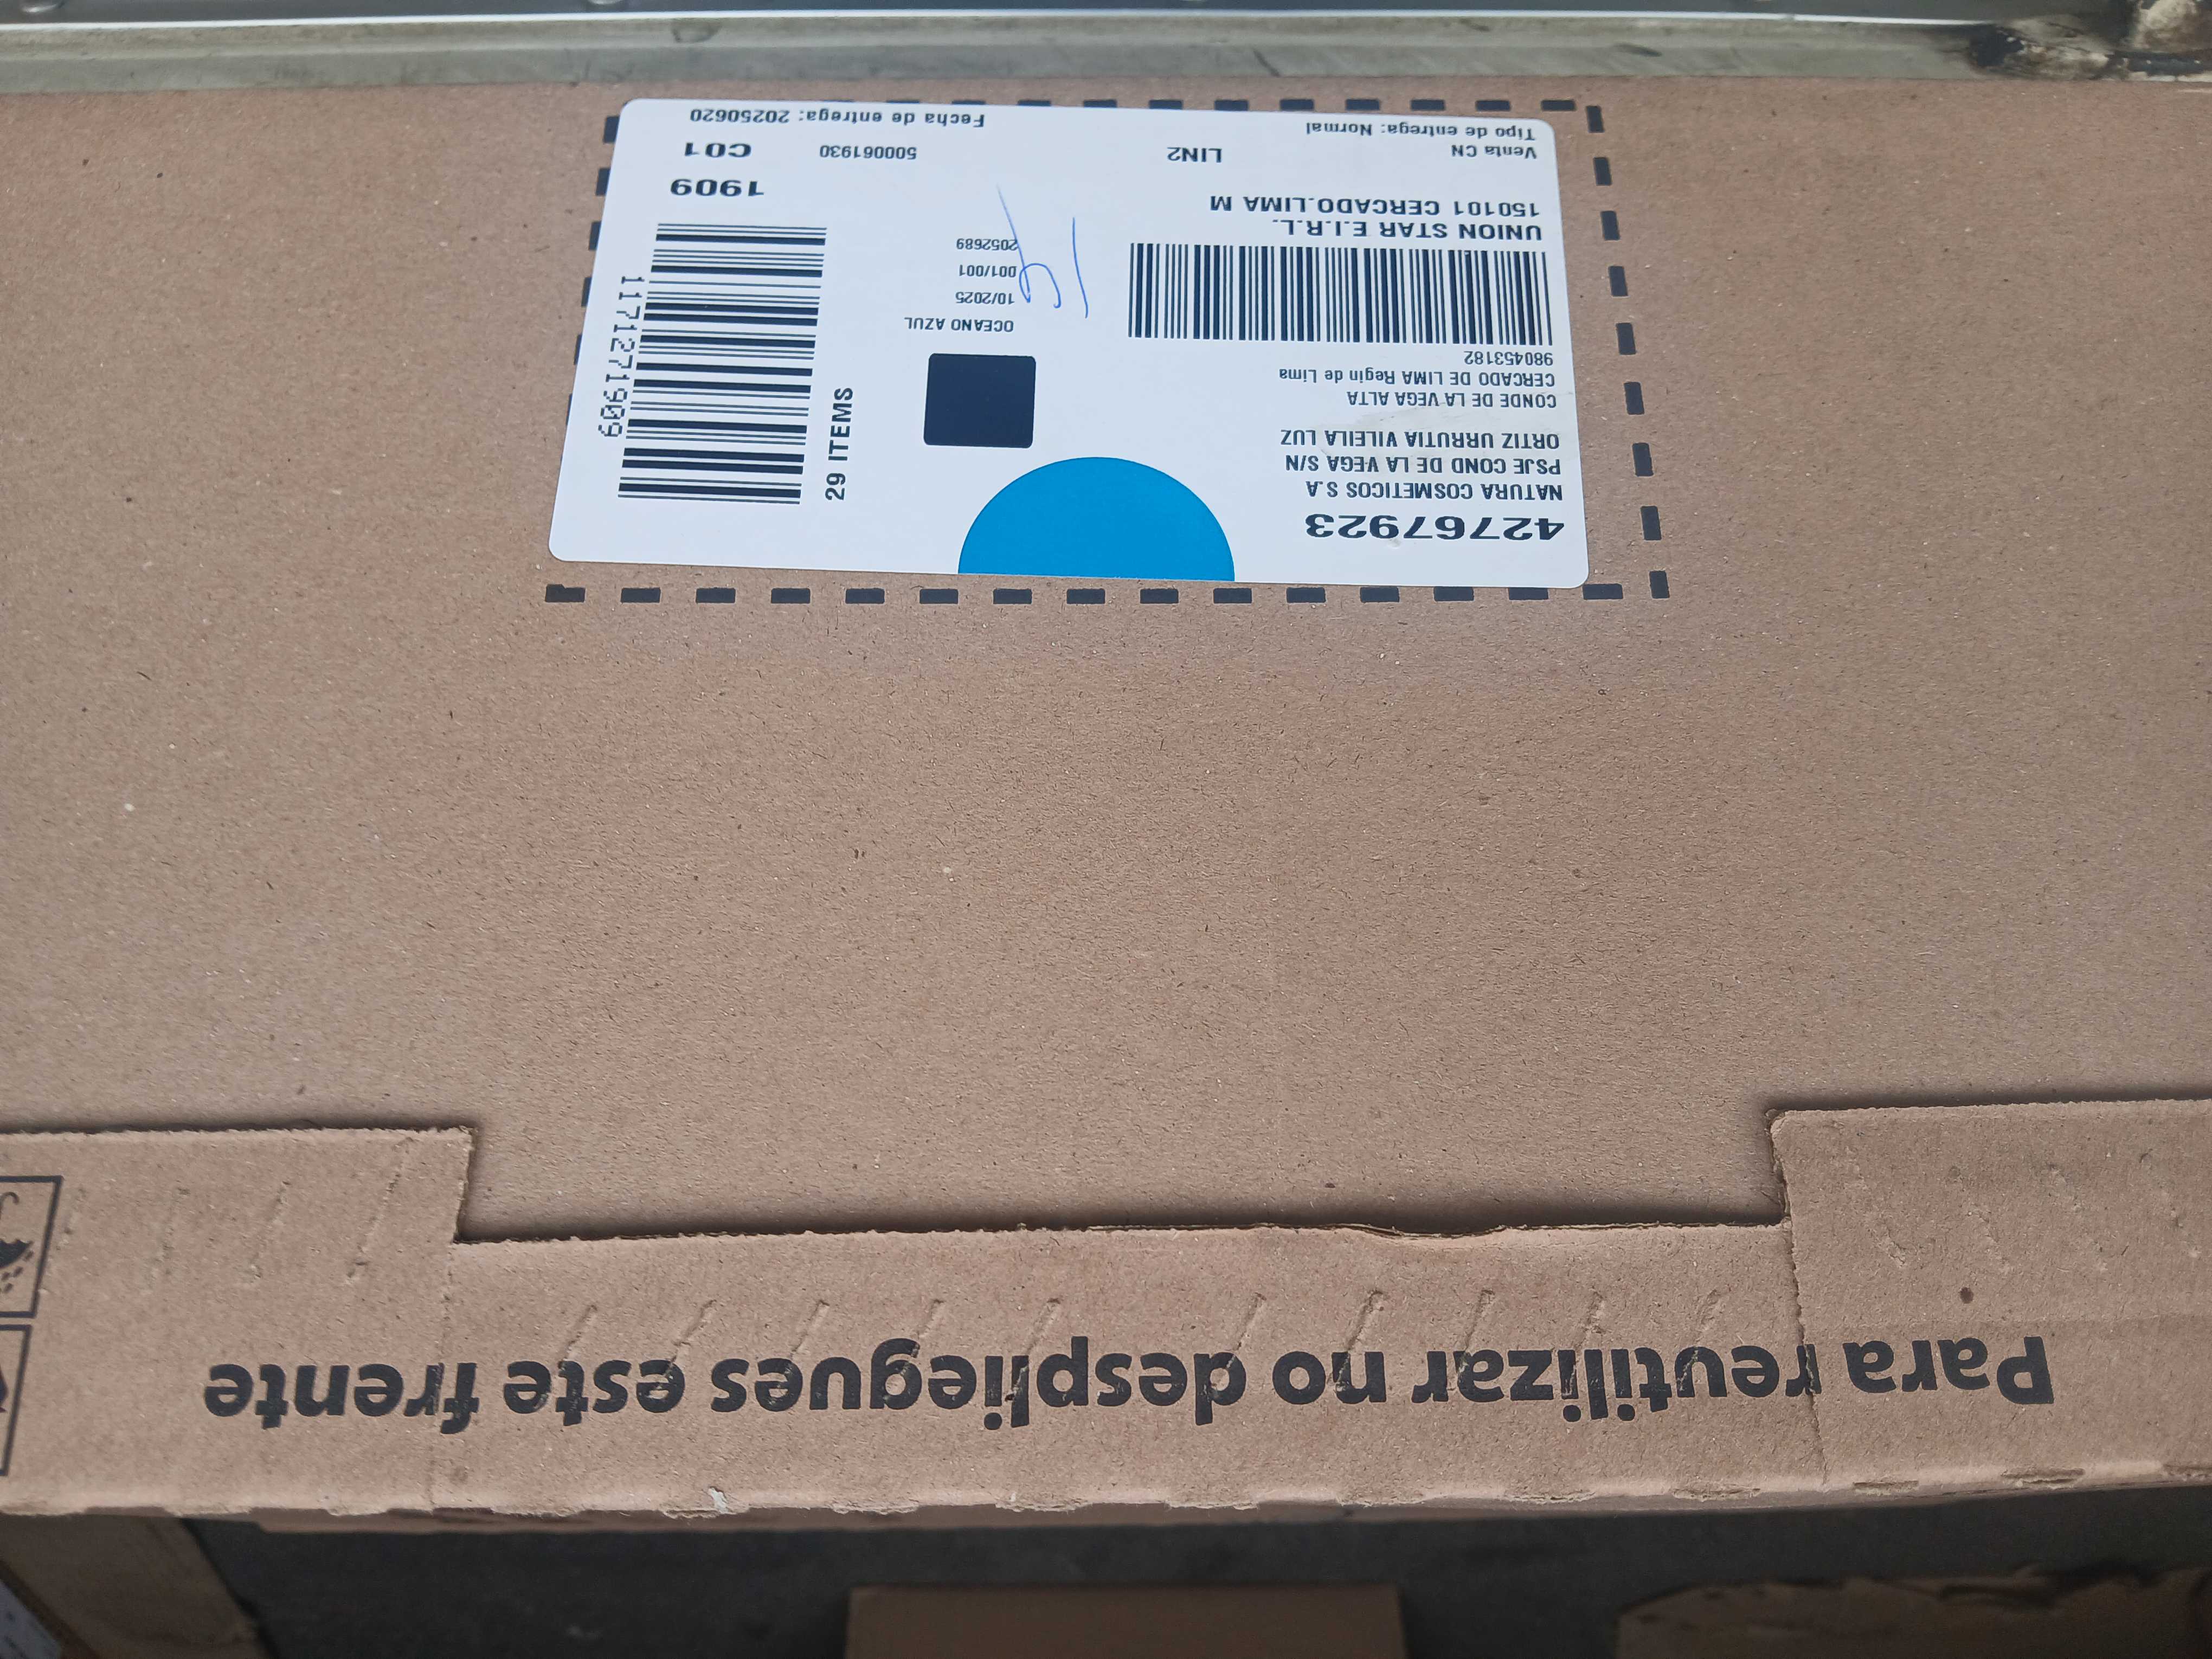 42767923
NATURA COSMETICOS S.A
PSJE COND DE LA VEGA S/N
ORTIZ URRUTIA VILEILA LUZ
CONDE DE LA VEGA ALTA
CERCADO DE LIMA Regin de Lima
980453182
UNION STAR E.I.R.L.
150101 CERCADO.LIMA M
Venta CN
LIN2
500061930
C01
Tipo de entrega: Normal
Fecha de entrega: 20250620
OCEANO AZUL
10/2025
001/001
2052689
29 ITEMS
1171271909
1909
Para reutilizar no despliegues este frente